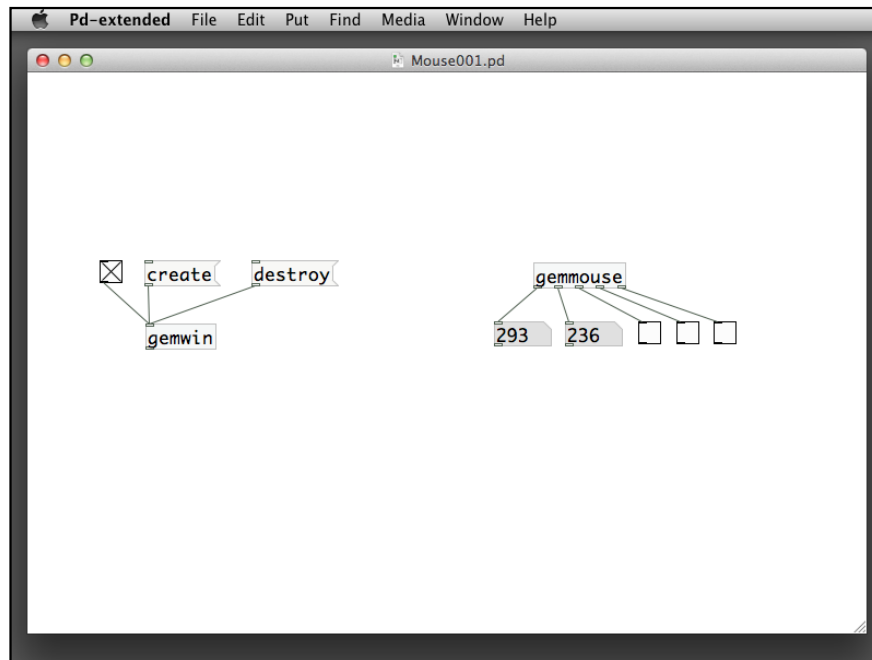 Pd-extended File Edit Put Find Media Window Help
Mouse001.pd
create destroy gemmouse
gemwin 293 236